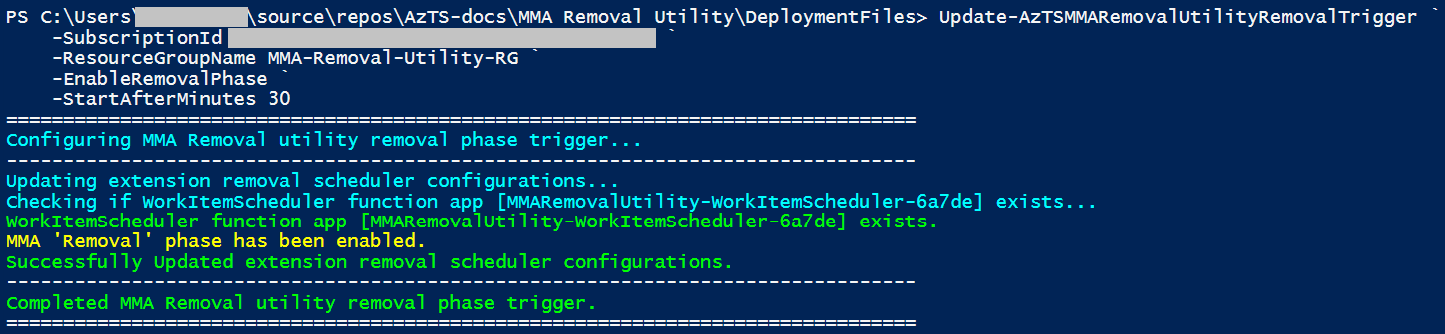 PS C:\Users\ \source\repos\AzTS-docs\MMA Removal Utility\DeploymentFiles> Update-AzTSMMARemovalUtilityRemovalTrigger `
-SubscriptionId `
-ResourceGroupName MMA-Removal-Utility-RG `
-EnableRemovalPhase `
-StartAfterMinutes 30
================================================================================
Configuring MMA Removal utility removal phase trigger...
--------------------------------------------------------------------------------
Updating extension removal scheduler configurations...
Checking if WorkItemScheduler function app [MMARemovalUtility-WorkItemScheduler-6a7de] exists...
WorkItemScheduler function app [MMARemovalUtility-WorkItemScheduler-6a7de] exists.
MMA 'Removal' phase has been enabled.
Successfully Updated extension removal scheduler configurations.
--------------------------------------------------------------------------------
Completed MMA Removal utility removal phase trigger.
================================================================================